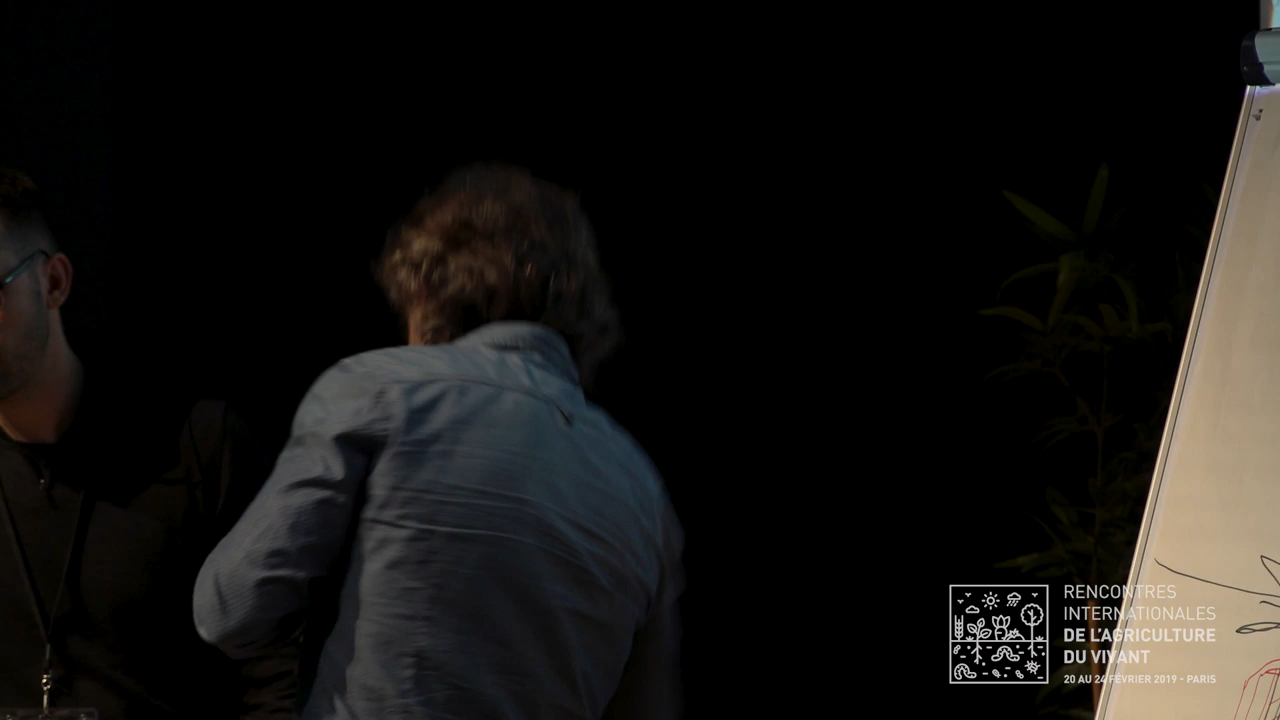 RENCONTRES
INTERNATIONALES
DE L'AGRICULTURE
DU VIVANT
20 AU 24 FÉVRIER 2019 - PARIS